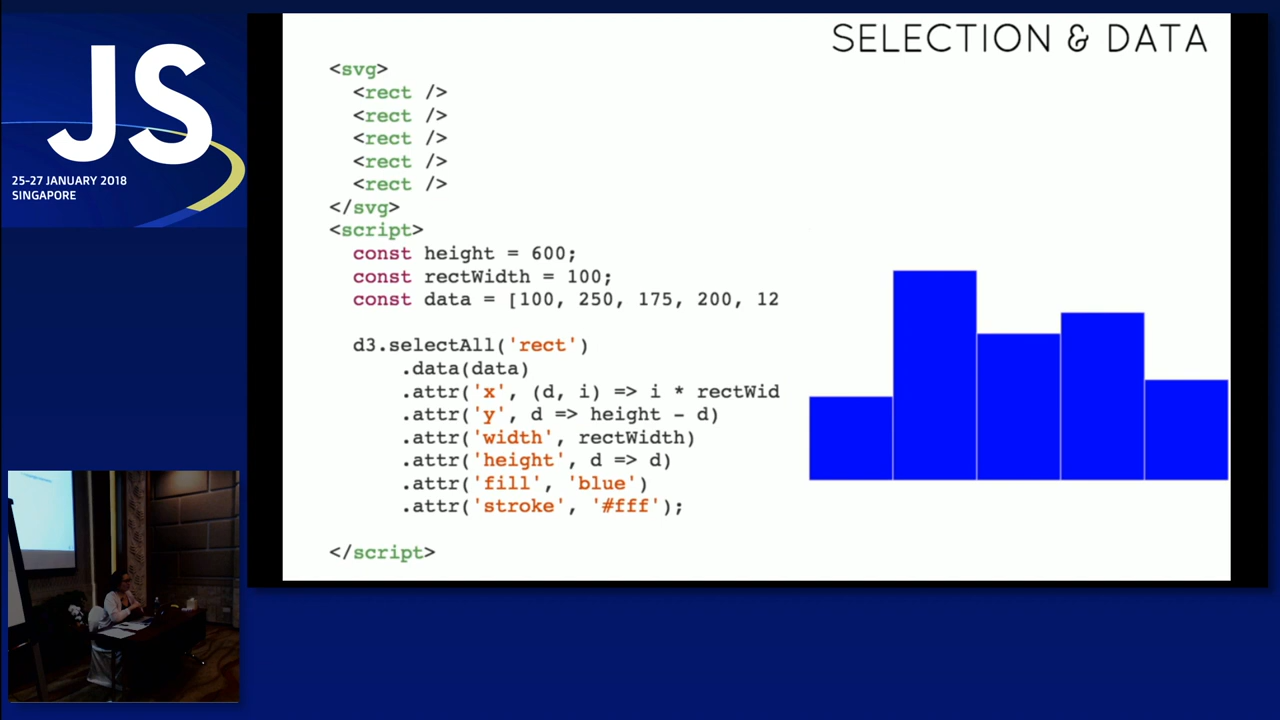 JS
25-27 JANUARY 2018
SINGAPORE
SELECTION & DATA
<svg>
<rect />
<rect />
<rect />
<rect />
<rect />
</svg>
<script>
const height = 600;
const rectWidth = 100;
const data = [100, 250, 175, 200, 12
d3.selectAll('rect')
.data(data)
.attr('x', (d, i) => i * rectWid
.attr('y', d => height - d)
.attr('width', rectWidth)
.attr('height', d => d)
.attr('fill', 'blue')
.attr('stroke', '#fff');
</script>